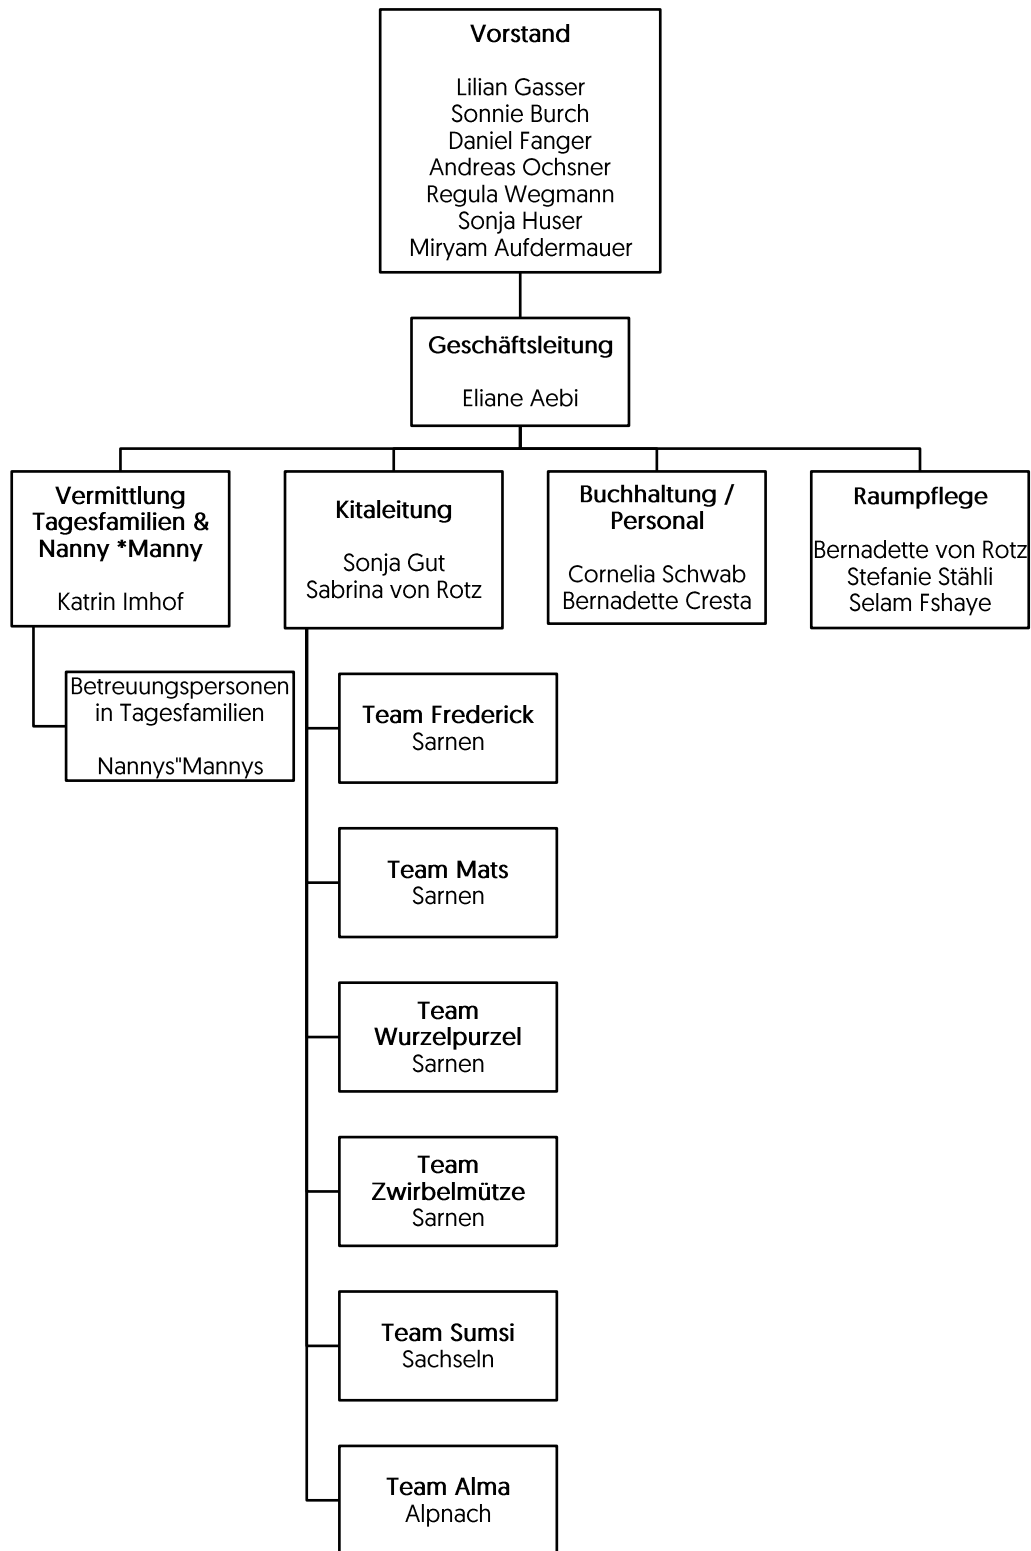 Vorstand
Lilian Gasser
Sonnie Burch
Daniel Fanger
Andreas Ochsner
Regula Wegmann
Sonja Huser
Miryam Aufdermauer
Geschäftsleitung
Eliane Aebi
Vermittlung
Tagesfamilien &
Nanny *Manny
Katrin Imhof
Kitaleitung
Sonja Gut
Sabrina von Rotz
Buchhaltung /
Personal
Cornelia Schwab
Bernadette Cresta
Raumpflege
Bernadette von Rotz
Stefanie Stähli
Selam Fshaye
Betreuungspersonen
in Tagesfamilien
Nannys"Mannys
Team Frederick
Sarnen
Team Mats
Sarnen
Team
Wurzelpurzel
Sarnen
Team
Zwirbelmütze
Sarnen
Team Sumsi
Sachseln
Team Alma
Alpnach